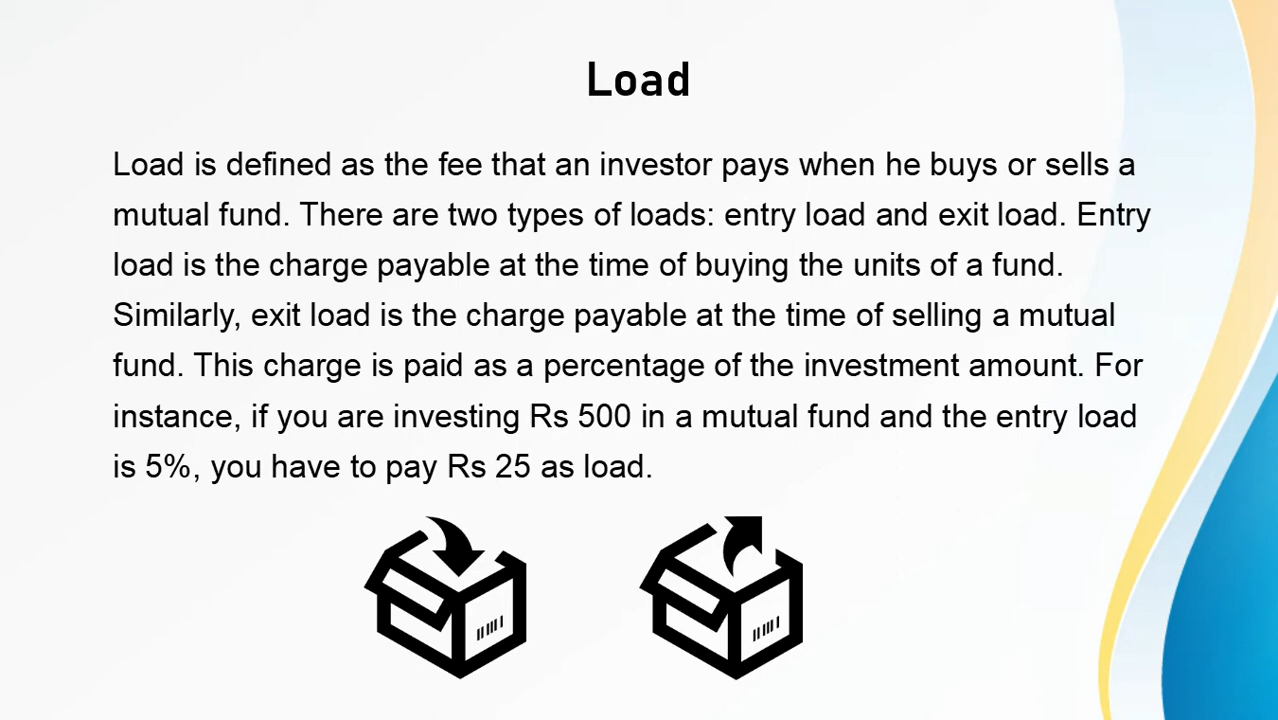 Load
Load is defined as the fee that an investor pays when he buys or sells a
mutual fund. There are two types of loads: entry load and exit load. Entry
load is the charge payable at the time of buying the units of a fund.
Similarly, exit load is the charge payable at the time of selling a mutual
fund. This charge is paid as a percentage of the investment amount. For
instance, if you are investing Rs 500 in a mutual fund and the entry load
is 5%, you have to pay Rs 25 as load.